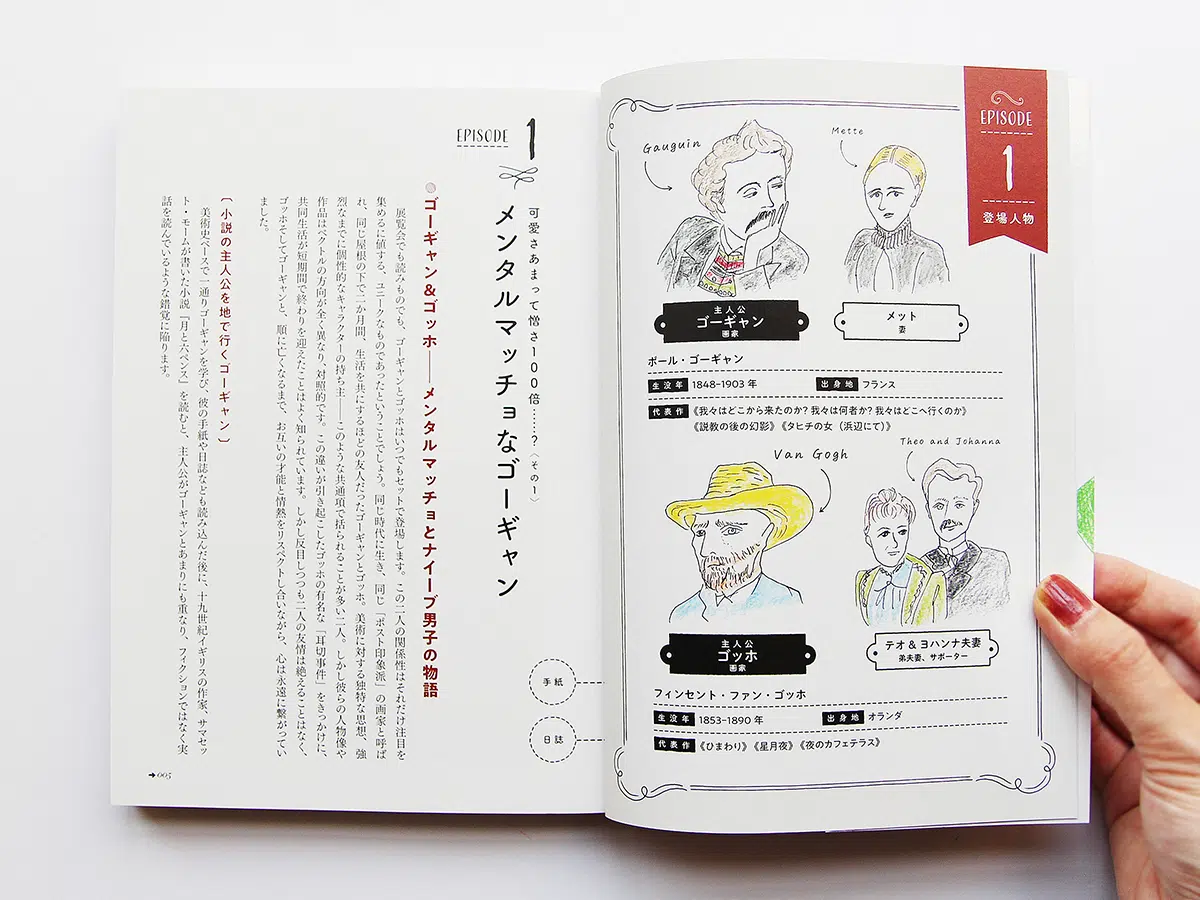 EPISODE
1
登場人物
Gauguin
Mette
主人公
ゴーギャン
画家
メット
妻
ポール・ゴーギャン
生没年 1848-1903 年 出身地 フランス
代表作 《我々はどこから来たのか? 我々は何者か? 我々はどこへ行くのか》
《説教の後の幻影》《タヒチの女(浜辺にて)》
Van Gogh
Theo and Johanna
主人公
ゴッホ
画家
テオ & ヨハンナ夫妻
弟夫妻、サポーター
フィンセント・ファン・ゴッホ
生没年 1853-1890 年 出身地 オランダ
代表作 《ひまわり》《星月夜》《夜のカフェテラス》
EPISODE 1
可愛さあまって憎さ100倍……?〈その1〉
メンタルマッチョなゴーギャン
手紙
日誌
ゴーギャン&ゴッホ――メンタルマッチョとナイーブ男子の物語
展覧会でも読みものでも、ゴーギャンとゴッホはいつでもセットで登場します。この二人の関係性はそれだけ注目を
集めるに値する、ユニークなものであったということでしょう。同じ時代に生き、同じ「ポスト印象派」の画家と呼ば
れ、同じ屋根の下で二か月間、生活を共にするほどの友人だったゴーギャンとゴッホ。美術に対する独特な思想、強
烈なまでに個性的なキャラクターの持ち主――このような共通項で括られることが多い二人。しかし彼らの人物像や
作品はベクトルの方向が全く異なり、対照的です。この違いが引き起こしたゴッホの有名な「耳切事件」をきっかけに、
共同生活が短期間で終わりを迎えたことはよく知られています。しかし反目しつつも二人の友情は絶えることはなく、
ゴッホそしてゴーギャンと、順に亡くなるまで、お互いの才能と情熱をリスペクトし合いながら、心は永遠に繋がってい
ました。
〔小説の主人公を地で行くゴーギャン〕
美術史ベースで一通りゴーギャンを学び、彼の手紙や日誌なども読み込んだ後に、十九世紀イギリスの作家、サマセッ
ト・モームが書いた小説『月と六ペンス』を読むと、主人公がゴーギャンとあまりにも重なり、フィクションではなく実
話を読んでいるような錯覚に陥ります。
➔005